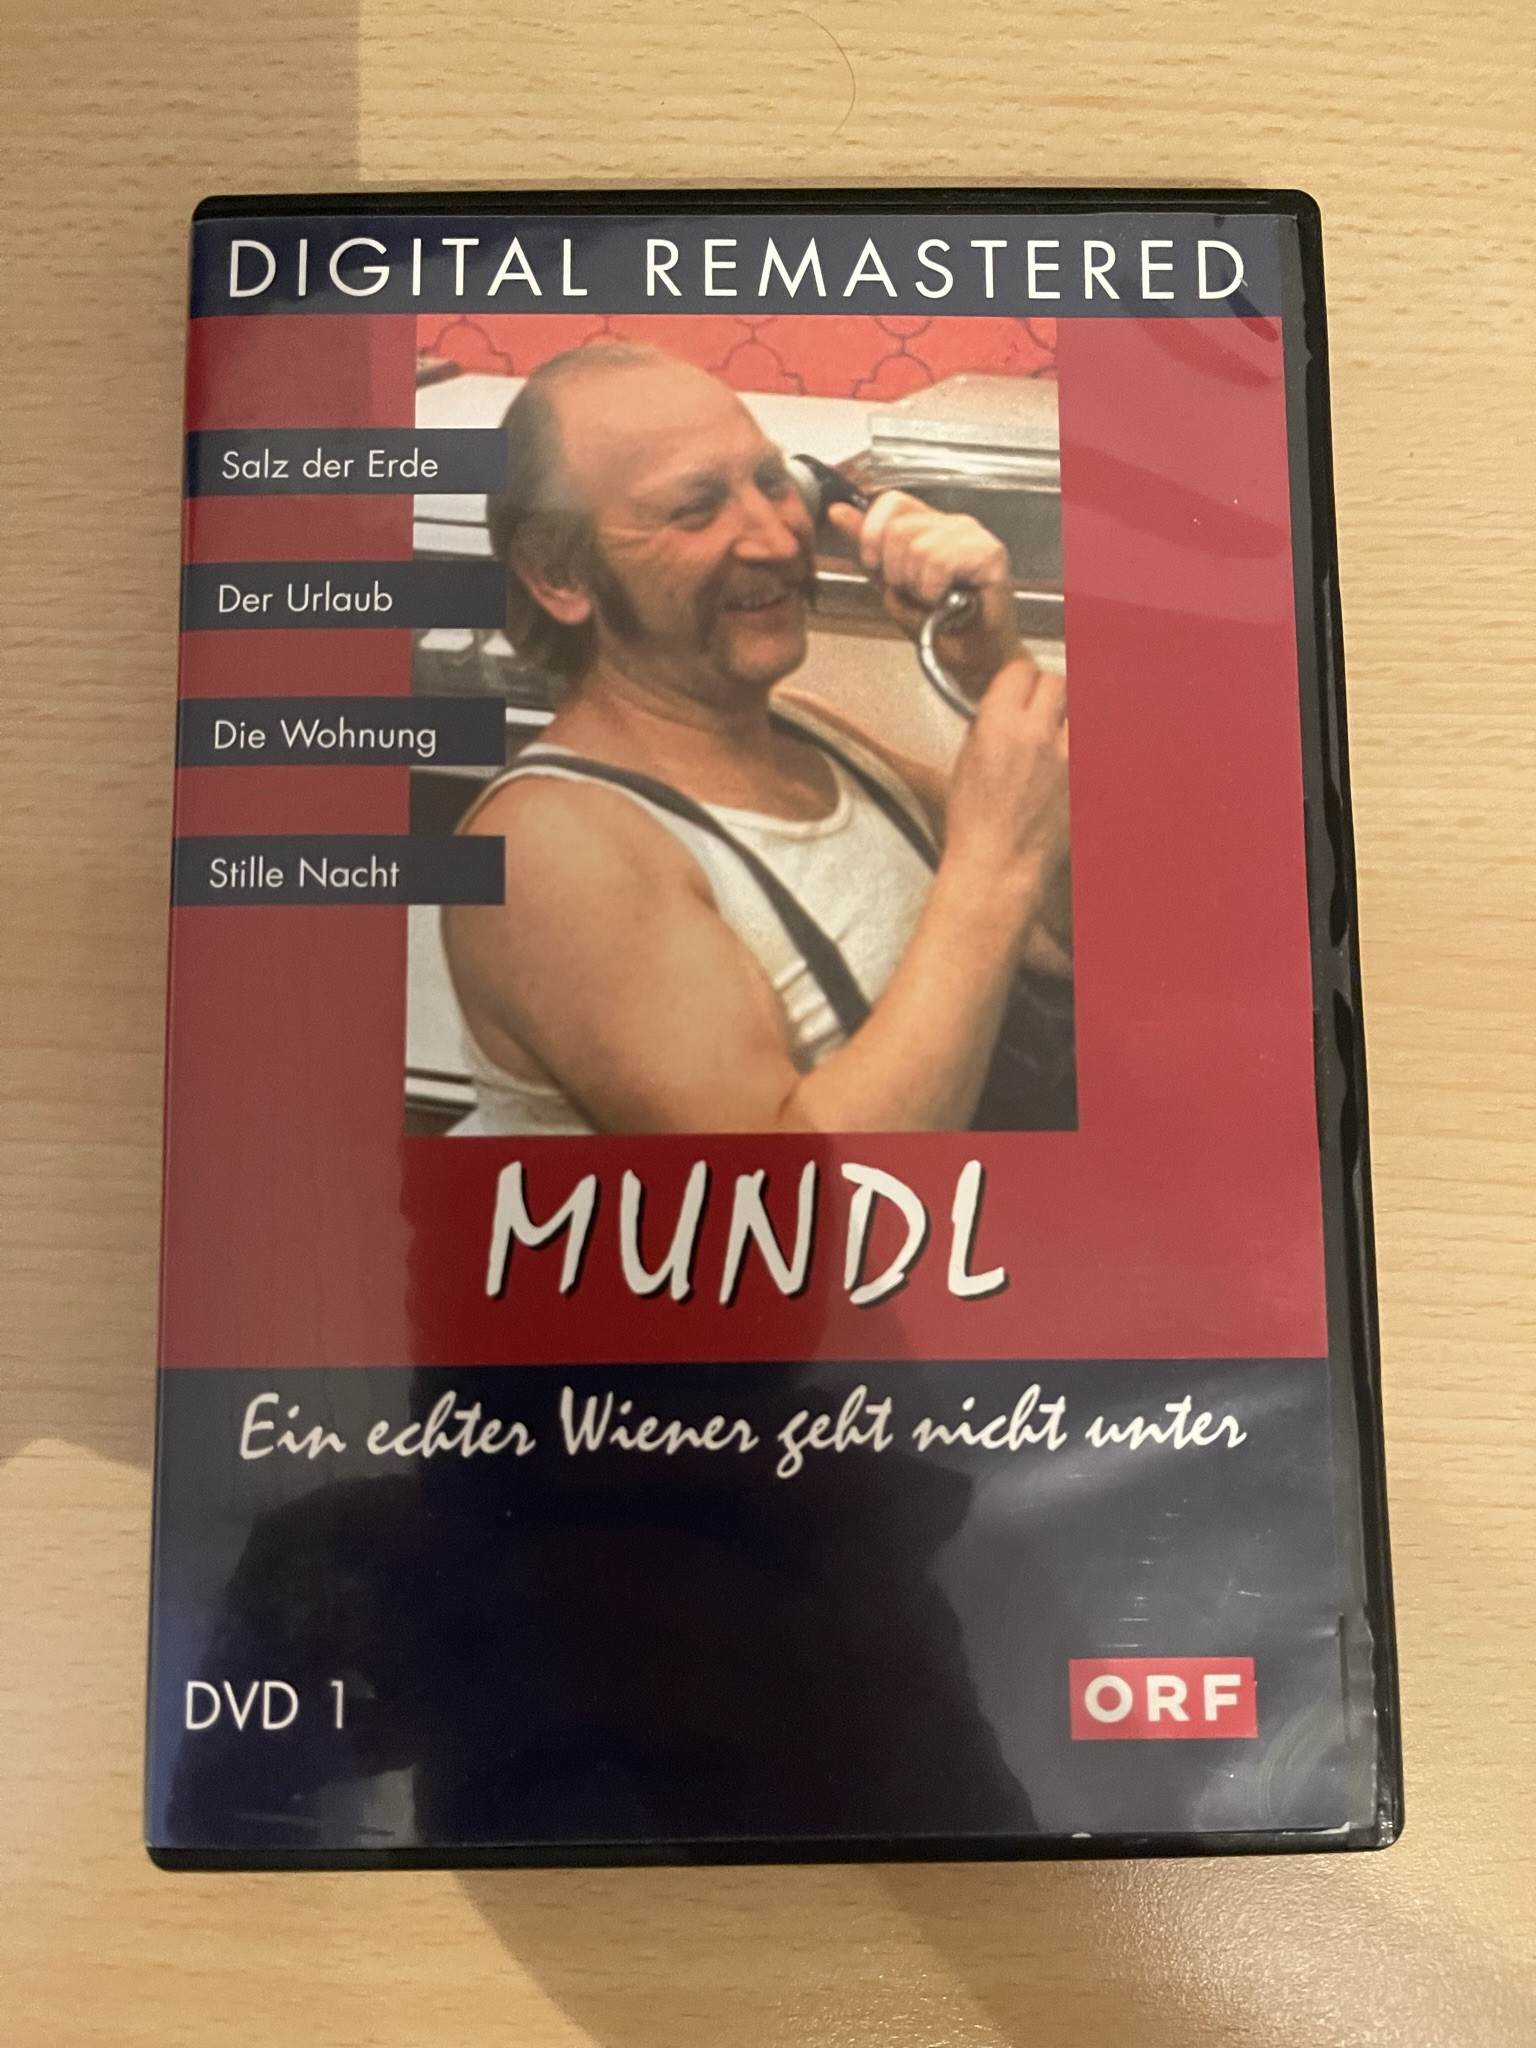 DIGITAL REMASTERED
Salz der Erde
Der Urlaub
Die Wohnung
Stille Nacht
MUNDL
Ein echter Wiener geht nicht unter
DVD 1
ORF